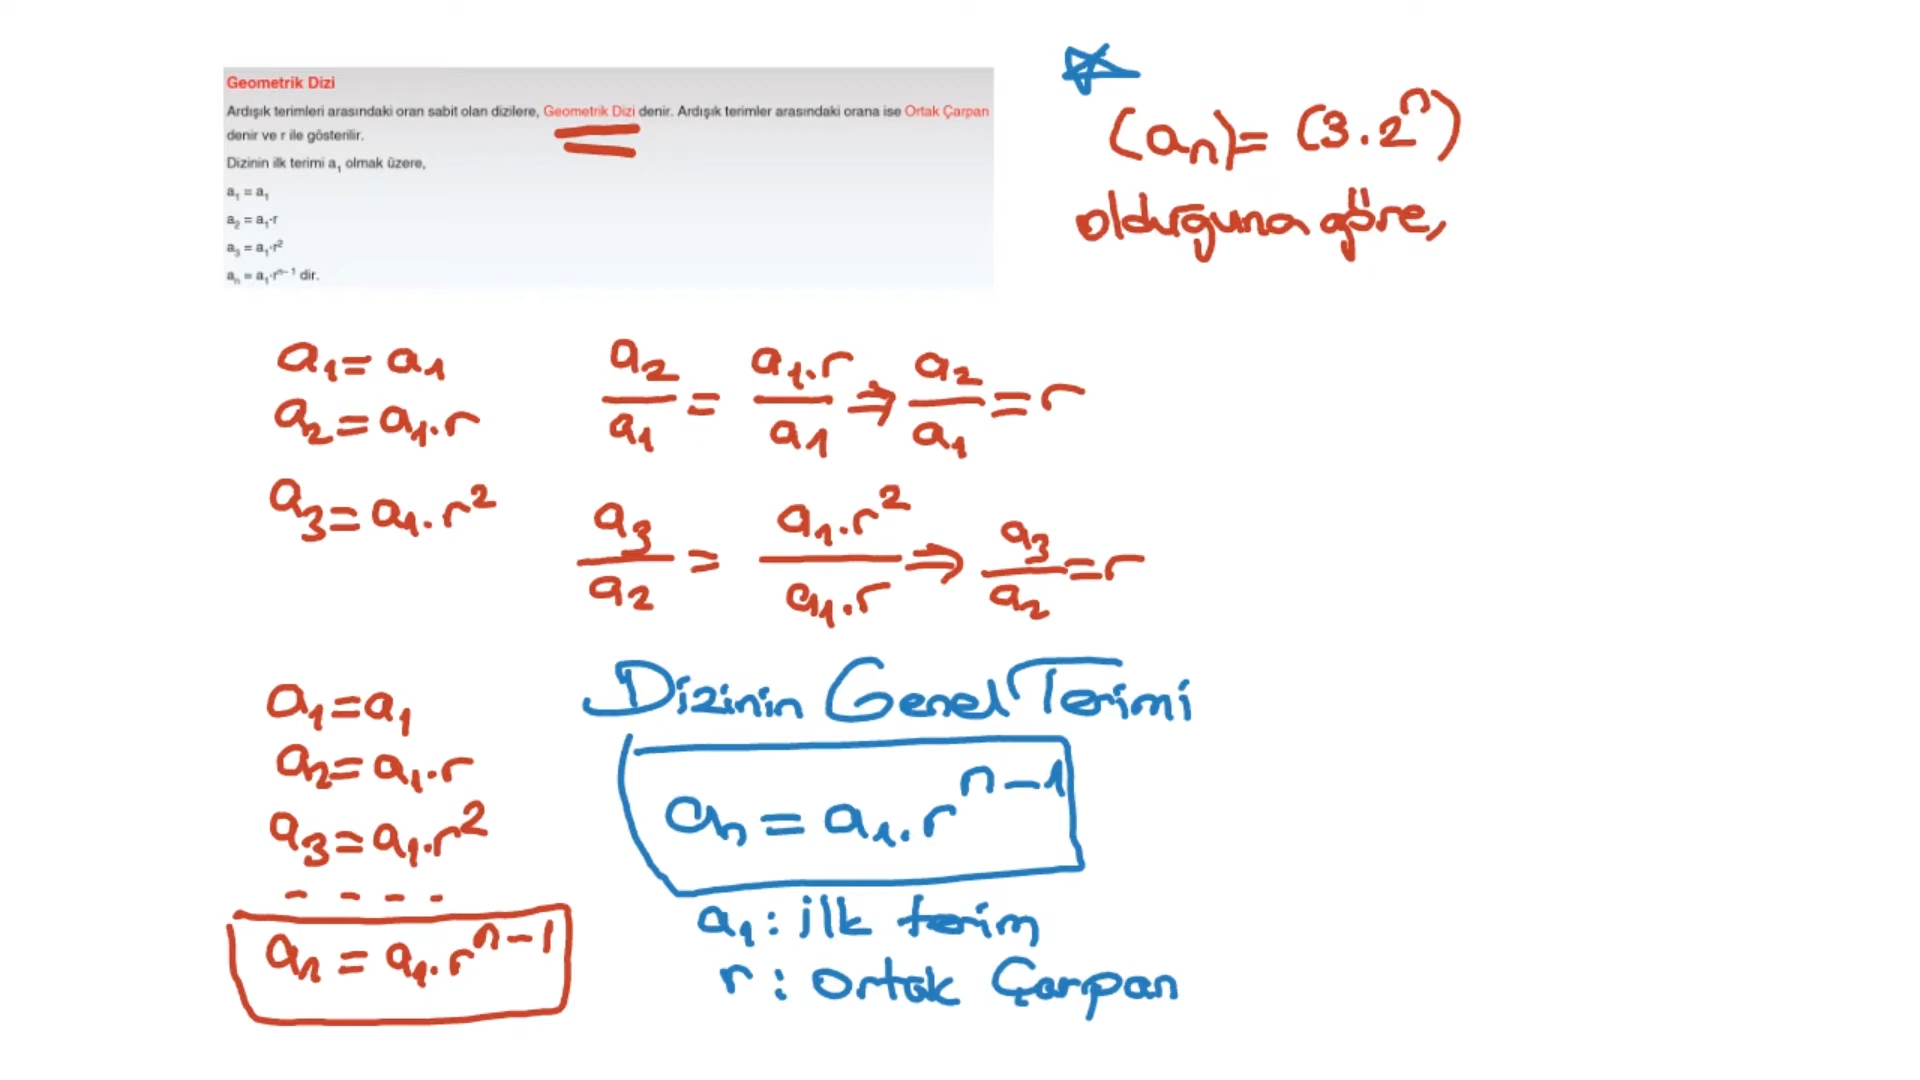 Geometrik Dizi
Ardışık terimleri arasındaki oran sabit olan dizilere, Geometrik Dizi denir. Ardışık terimler arasındaki orana ise Ortak Çarpan
denir ve r ile gösterilir.
Dizinin ilk terimi a₁ olmak üzere,
a₁ = a₁
a₂ = a₁·r
a₃ = a₁·r²
aₙ = a₁·rⁿ⁻¹ dir.
(aₙ) = (3.2ⁿ)
olduğuna göre,
a₁ = a₁
a₂ = a₁.r
a₃ = a₁.r²
a₂/a₁ = a₁.r/a₁ ⇒ a₂/a₁ = r
a₃/a₂ = a₁.r²/a₁.r ⇒ a₃/a₂ = r
a₁ = a₁
a₂ = a₁.r
a₃ = a₁.r²
- - - -
aₙ = a₁.rⁿ⁻¹
Dizinin Genel Terimi
aₙ = a₁.rⁿ⁻¹
a₁ : ilk terim
r : Ortak Çarpan